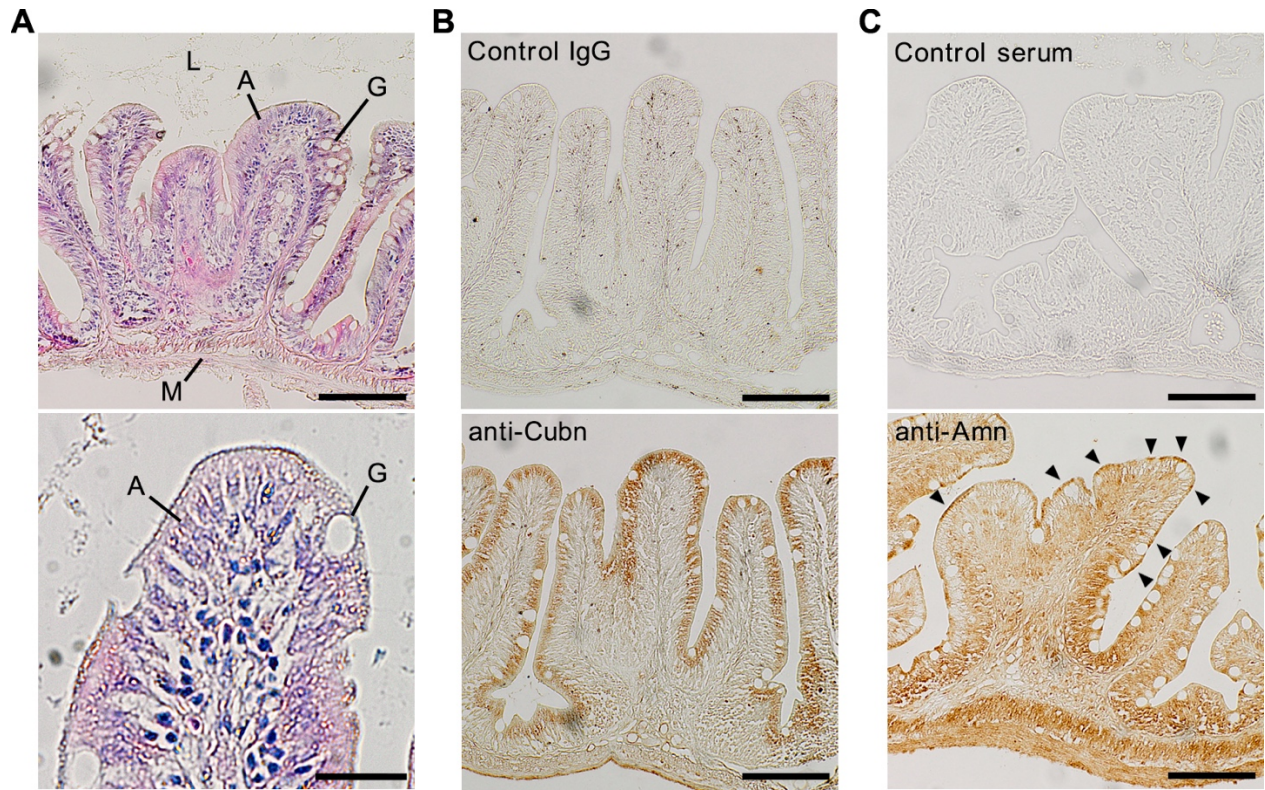 A
L
A
G
M
A
G
B
Control IgG
anti-Cubn
C
Control serum
anti-Amn